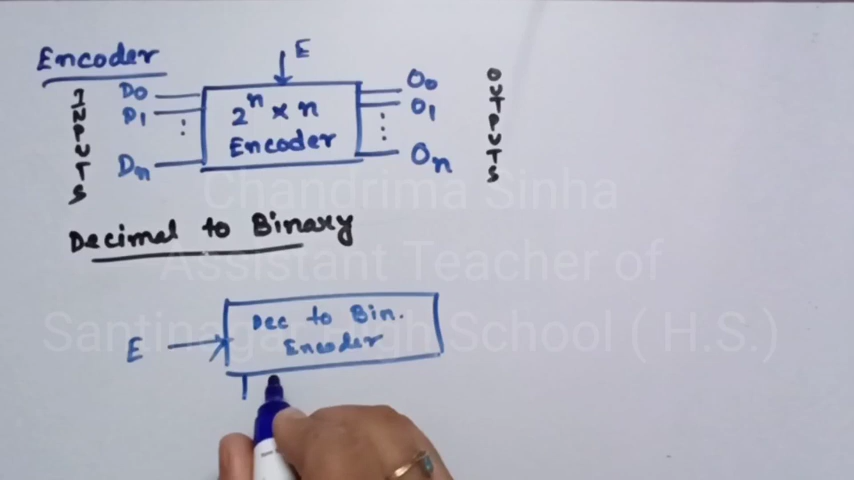 Encoder
E
INPUTS
D0
D1
Dn
2^n × n
Encoder
O0
O1
On
OUTPUTS
Decimal to Binary
E
Dec to Bin.
Encoder
Chandrima Sinha
Assistant Teacher of
Santinagar High School ( H.S.)